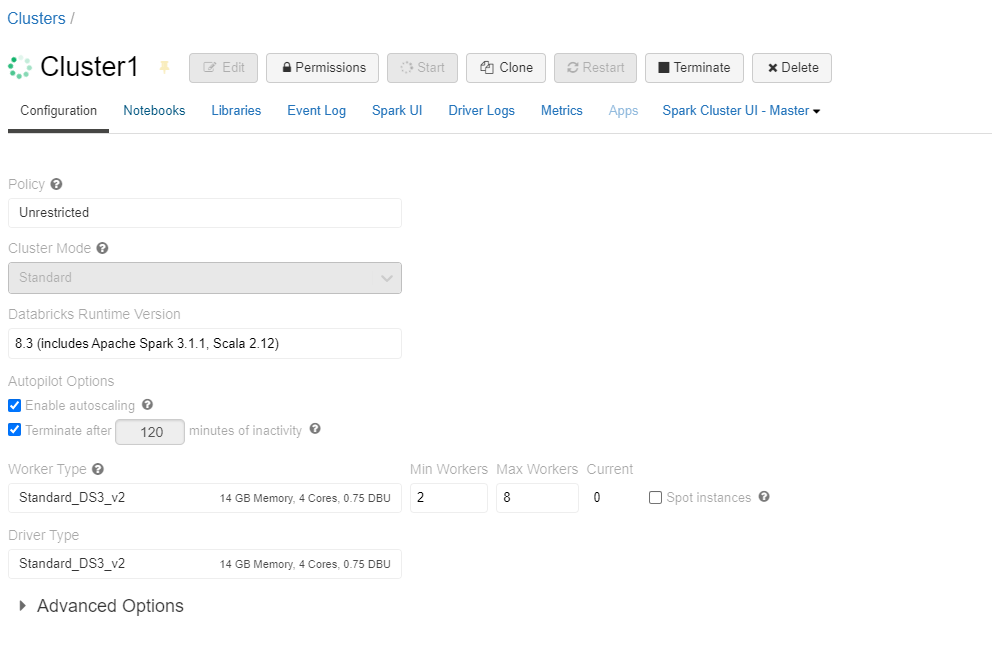 Clusters /
Cluster1 Edit Permissions Start Clone Restart Terminate Delete
Configuration Notebooks Libraries Event Log Spark UI Driver Logs Metrics Apps Spark Cluster UI - Master
Policy ?
Unrestricted
Cluster Mode ?
Standard
Databricks Runtime Version
8.3 (includes Apache Spark 3.1.1, Scala 2.12)
Autopilot Options
Enable autoscaling ?
Terminate after 120 minutes of inactivity ?
Worker Type ? Min Workers Max Workers Current
Standard_DS3_v2 14 GB Memory, 4 Cores, 0.75 DBU 2 8 0 Spot instances ?
Driver Type
Standard_DS3_v2 14 GB Memory, 4 Cores, 0.75 DBU
Advanced Options